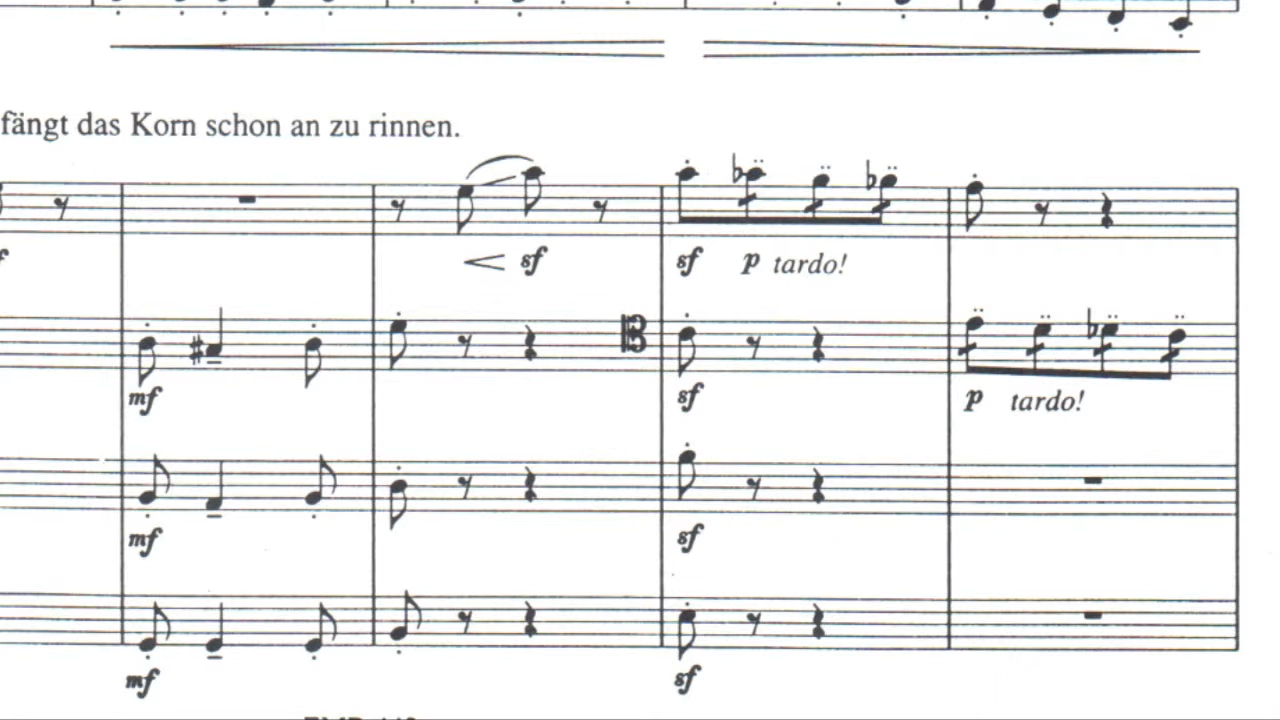 fängt das Korn schon an zu rinnen.
sf
sf p tardo!
mf
sf
p tardo!
mf
sf
mf
sf